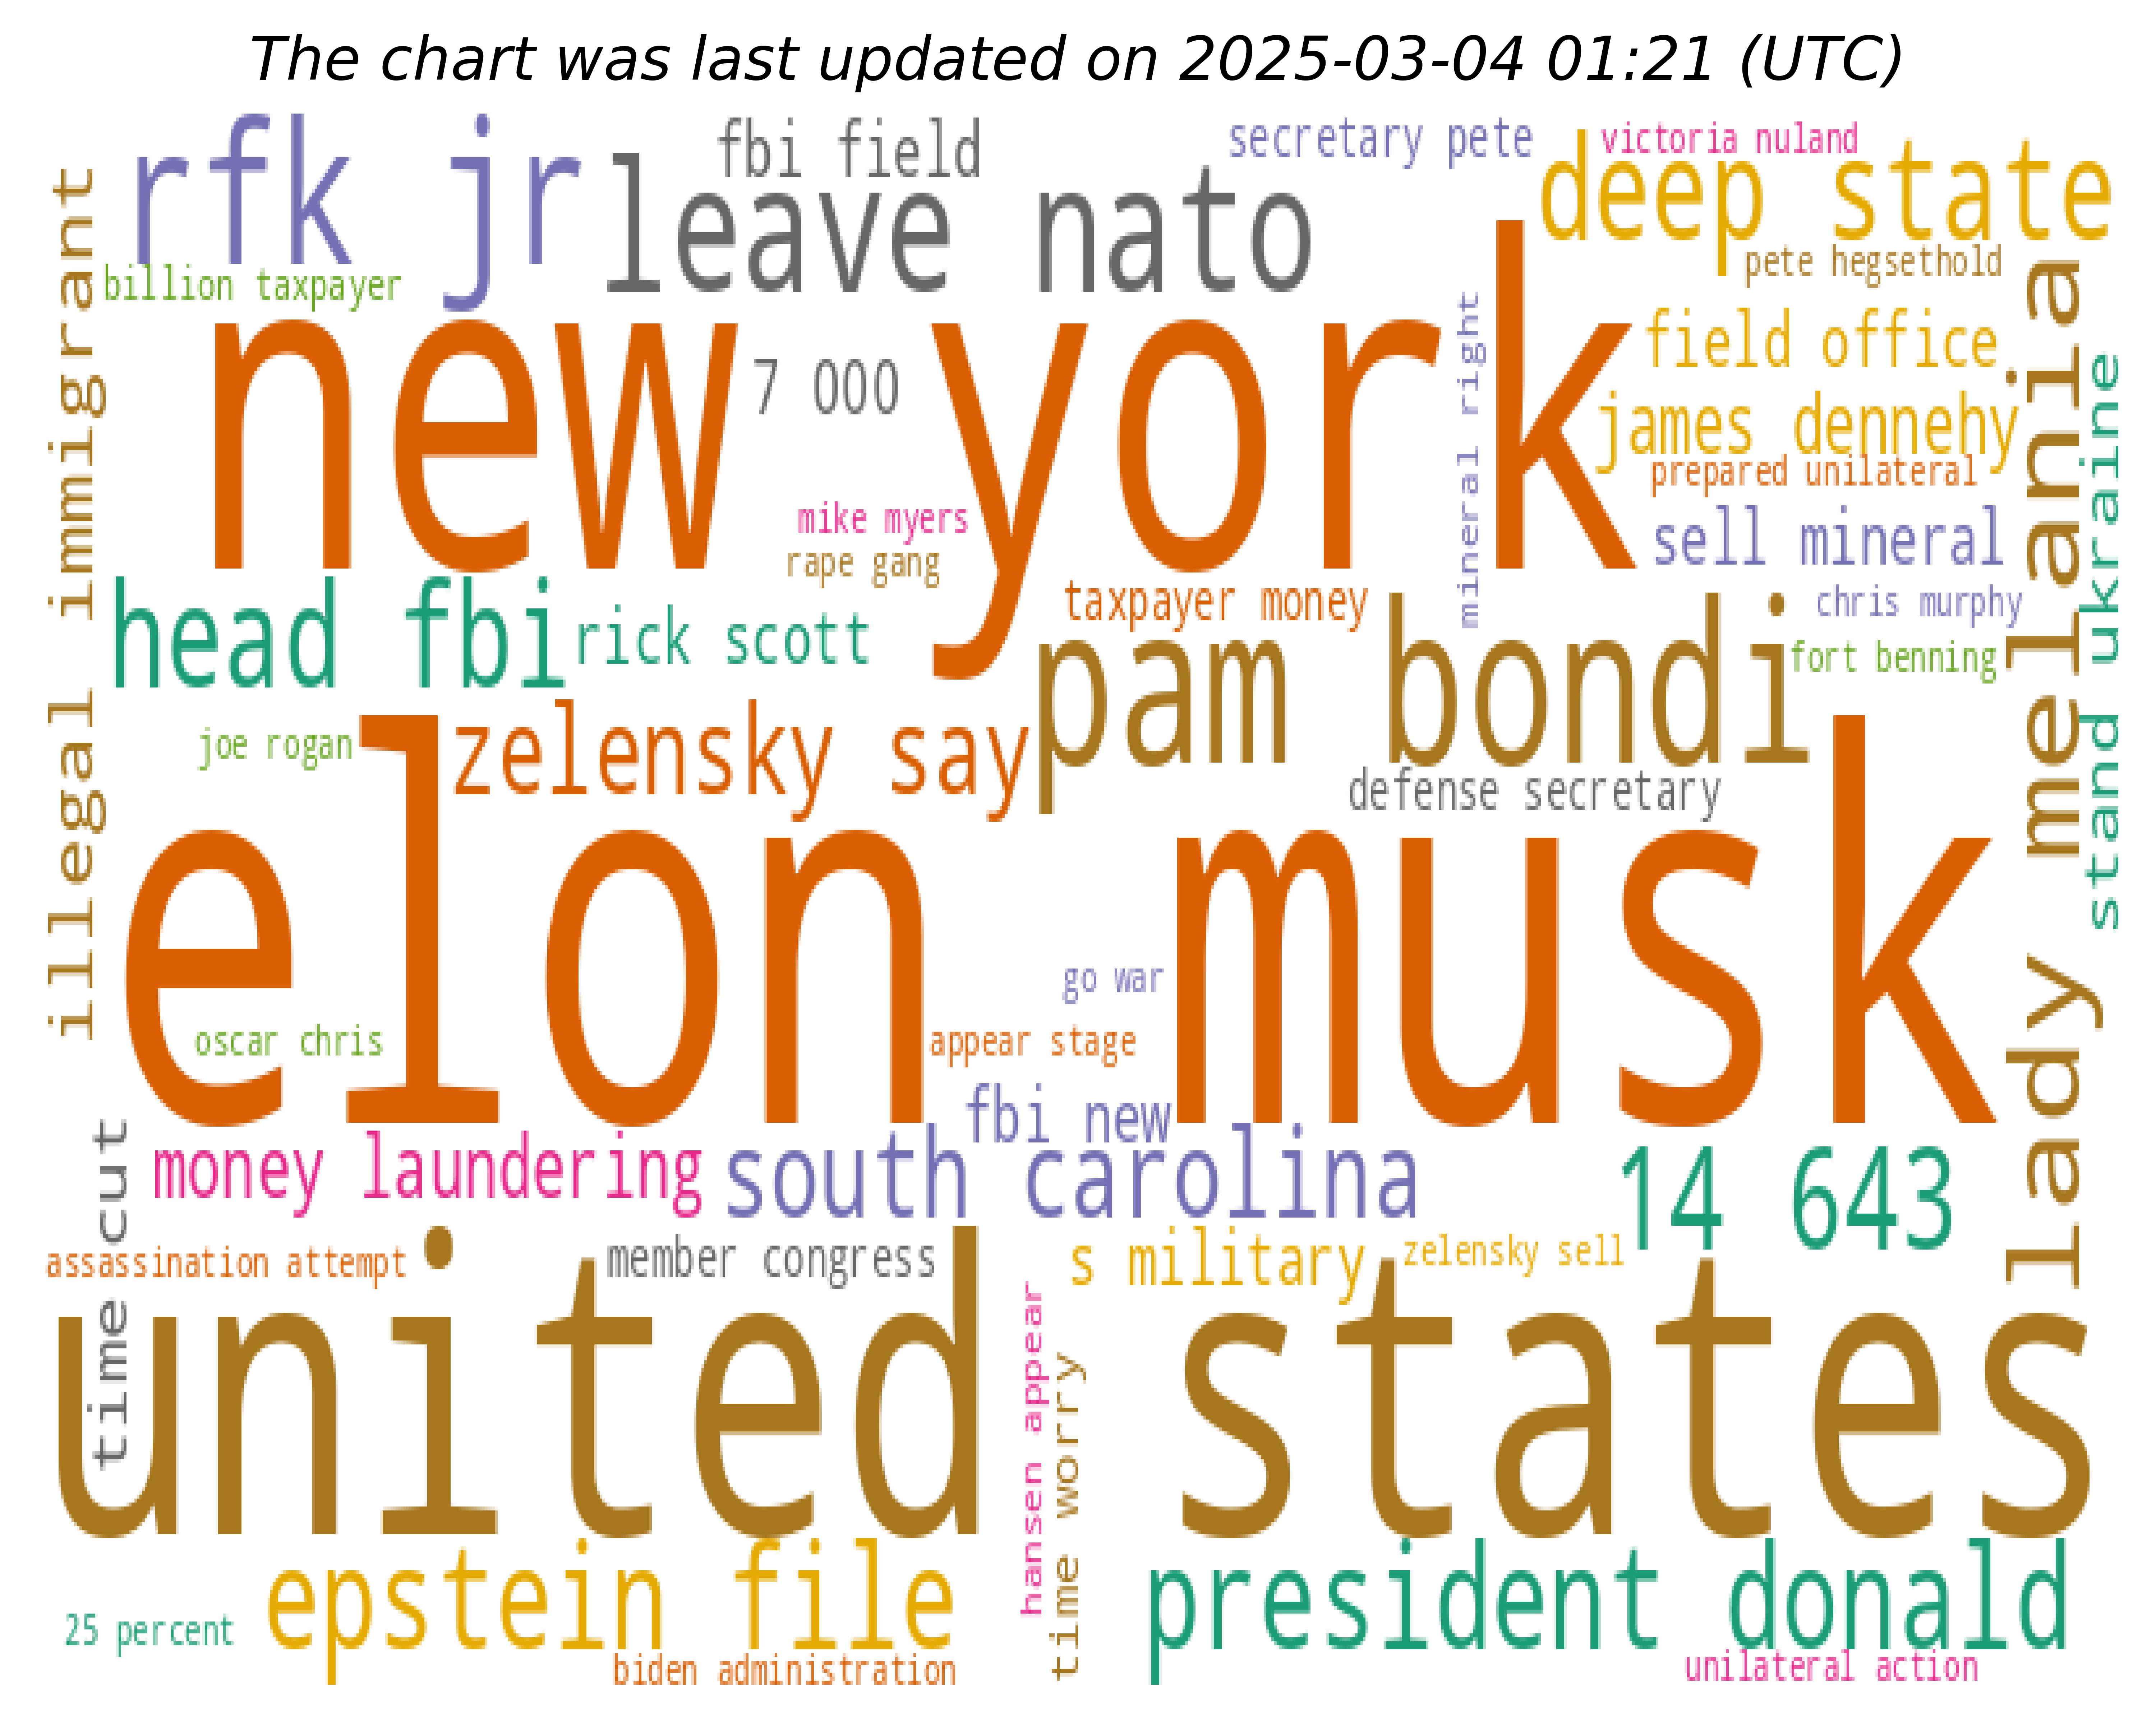 The chart was last updated on 2025-03-04 01:21 (UTC)
rfk jr
fbi field
leave nato
secretary pete
victoria nuland
deep state
pete hegsethold
illegal immigrant
billion taxpayer
new york
7 000
mineral right
field office
james dennehy
prepared unilateral
lady melania
stand ukraine
mike myers
rape gang
sell mineral
head fbi
rick scott
taxpayer money
chris murphy
pam bondi
fort benning
joe rogan
zelensky say
defense secretary
elon musk
go war
oscar chris
appear stage
fbi new
time cut
money laundering
south carolina
14 643
assassination attempt
member congress
s military
zelensky sell
united states
hansen appear
time worry
epstein file
president donald
25 percent
biden administration
unilateral action